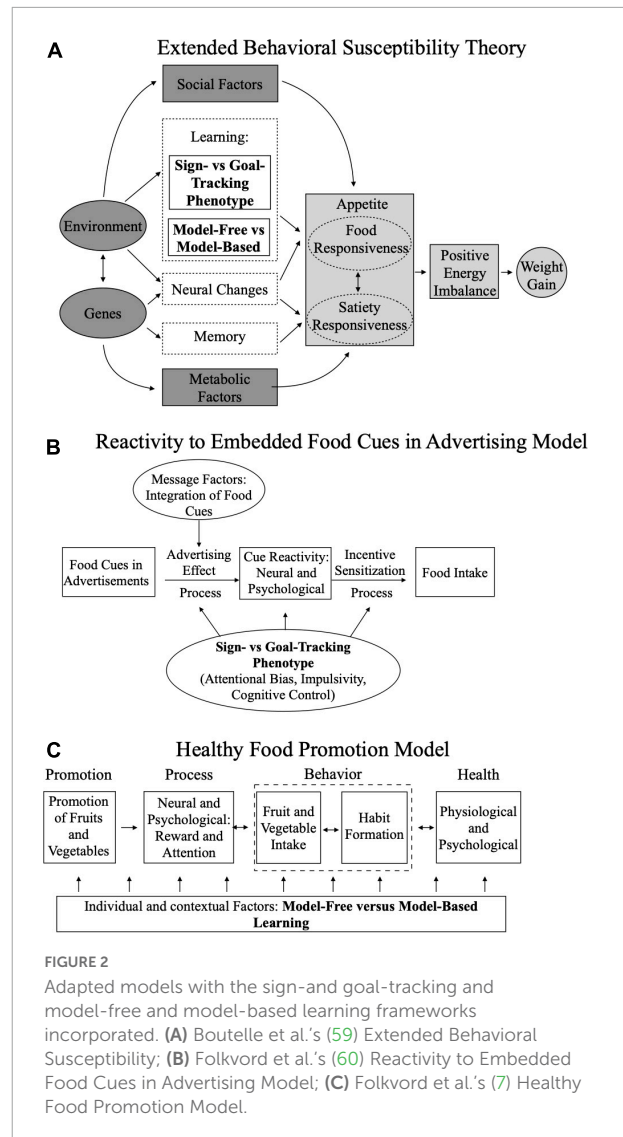 A
Extended Behavioral Susceptibility Theory
Social Factors
Learning:
Sign- vs Goal-
Tracking
Phenotype
Model-Free vs
Model-Based
Environment
Genes
Neural Changes
Memory
Metabolic
Factors
Appetite
Food
Responsiveness
Satiety
Responsiveness
Positive
Energy
Imbalance
Weight
Gain
B
Reactivity to Embedded Food Cues in Advertising Model
Message Factors:
Integration of Food
Cues
Food Cues in
Advertisements
Advertising
Effect
Process
Cue Reactivity:
Neural and
Psychological
Incentive
Sensitization
Process
Food Intake
Sign- vs Goal-Tracking
Phenotype
(Attentional Bias, Impulsivity,
Cognitive Control)
C
Healthy Food Promotion Model
Promotion
Process
Behavior
Health
Promotion
of Fruits
and
Vegetables
Neural and
Psychological:
Reward and
Attention
Fruit and
Vegetable
Intake
Habit
Formation
Physiological
and
Psychological
Individual and contextual Factors: Model-Free versus Model-Based
Learning
FIGURE 2
Adapted models with the sign-and goal-tracking and
model-free and model-based learning frameworks
incorporated. (A) Boutelle et al.'s (59) Extended Behavioral
Susceptibility; (B) Folkvord et al.'s (60) Reactivity to Embedded
Food Cues in Advertising Model; (C) Folkvord et al.'s (7) Healthy
Food Promotion Model.